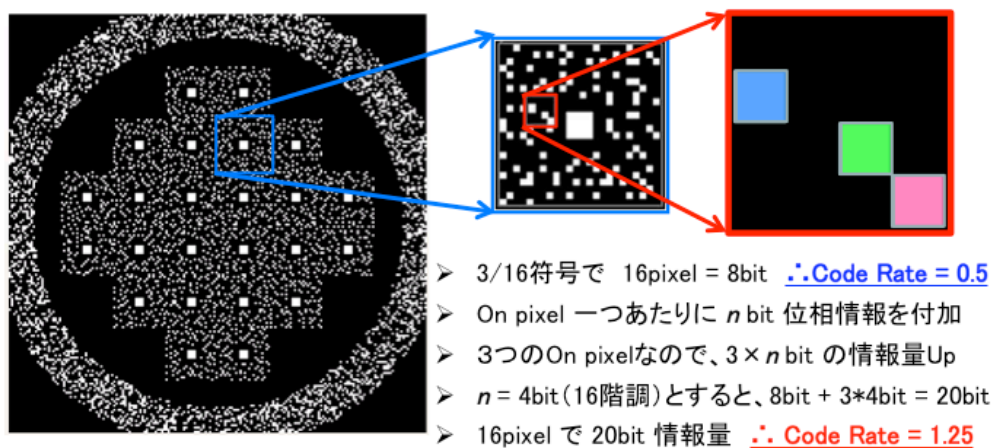 ➢ 3/16符号で 16pixel = 8bit ∴Code Rate = 0.5
➢ On pixel 一つあたりに n bit 位相情報を付加
➢ 3つのOn pixelなので、3×n bit の情報量Up
➢ n = 4bit(16階調)とすると、8bit + 3*4bit = 20bit
➢ 16pixel で 20bit 情報量 ∴ Code Rate = 1.25